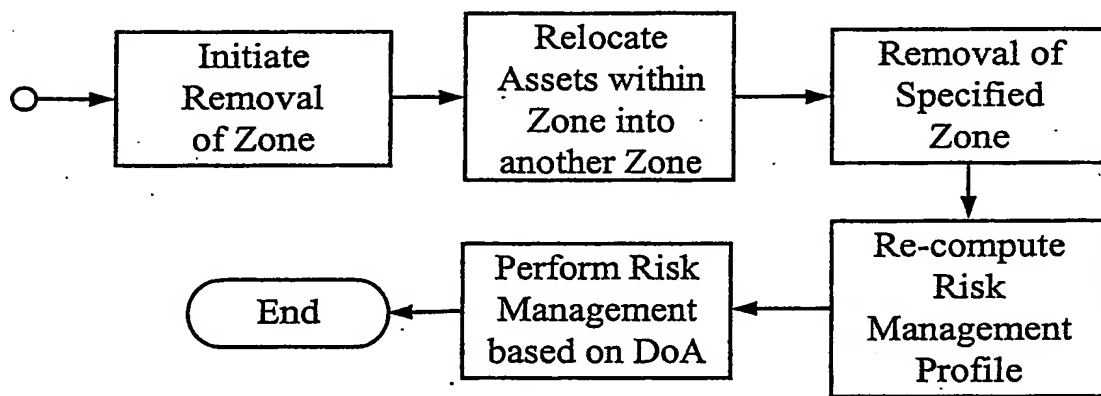 Initiate
Removal
of Zone
Relocate
Assets within
Zone into
another Zone
Removal of
Specified
Zone
Re-compute
Risk
Management
Profile
Perform Risk
Management
based on DoA
End